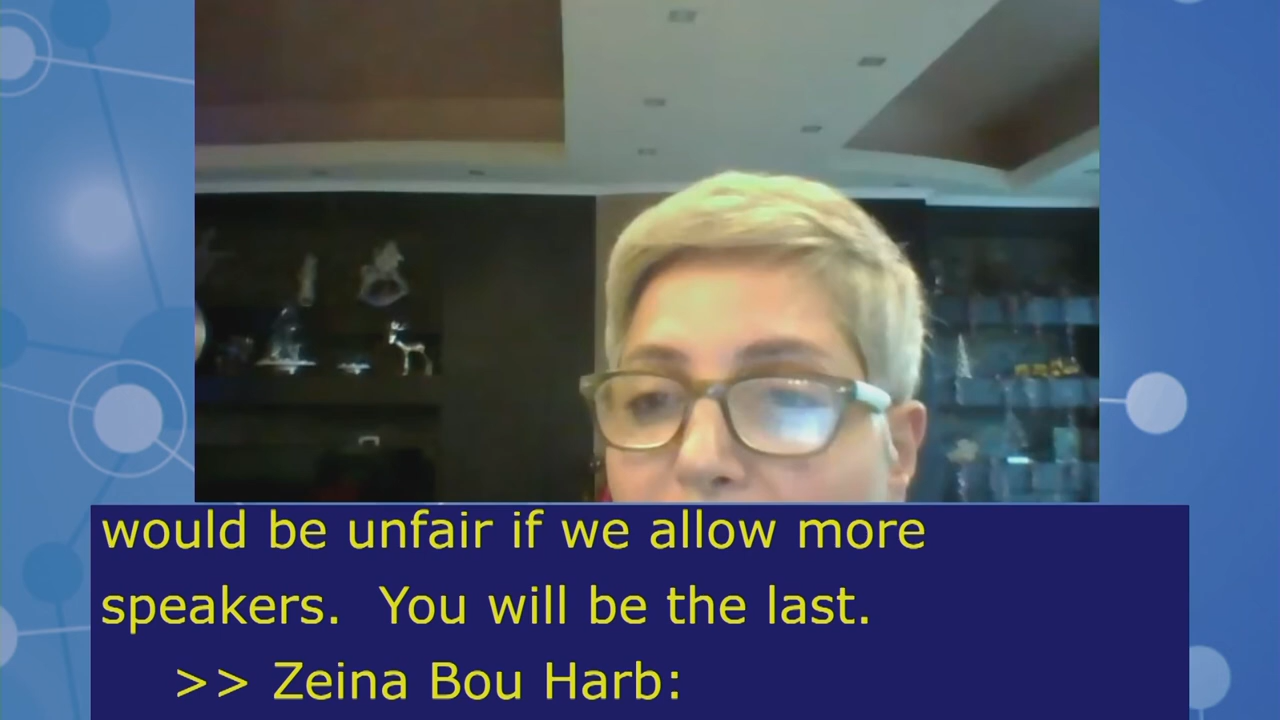 would be unfair if we allow more
speakers.  You will be the last.
>> Zeina Bou Harb: